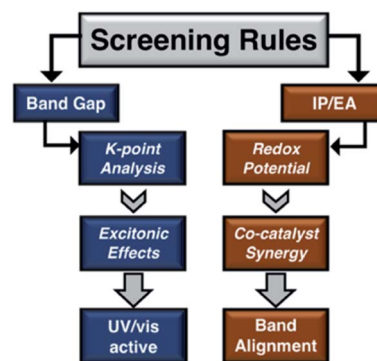 Screening Rules
Band Gap
IP/EA
K-point
Analysis
Redox
Potential
Excitonic
Effects
Co-catalyst
Synergy
UV/vis
active
Band
Alignment